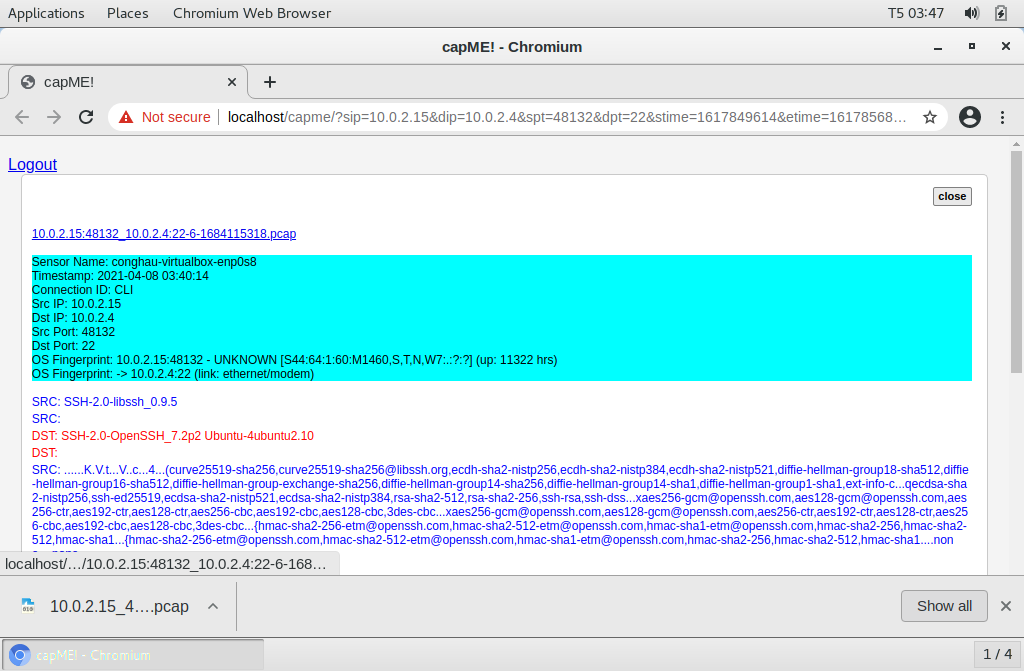 Applications Places Chromium Web Browser T5 03:47
capME! - Chromium
capME!
Not secure localhost/capme/?sip=10.0.2.15&dip=10.0.2.4&spt=48132&dpt=22&stime=1617849614&etime=16178568…
Logout
close
10.0.2.15:48132_10.0.2.4:22-6-1684115318.pcap
Sensor Name: conghau-virtualbox-enp0s8
Timestamp: 2021-04-08 03:40:14
Connection ID: CLI
Src IP: 10.0.2.15
Dst IP: 10.0.2.4
Src Port: 48132
Dst Port: 22
OS Fingerprint: 10.0.2.15:48132 - UNKNOWN [S44:64:1:60:M1460,S,T,N,W7:.:?:?] (up: 11322 hrs)
OS Fingerprint: -> 10.0.2.4:22 (link: ethernet/modem)
SRC: SSH-2.0-libssh_0.9.5
SRC:
DST: SSH-2.0-OpenSSH_7.2p2 Ubuntu-4ubuntu2.10
DST:
SRC: ......K.V.t...V..c...4...(curve25519-sha256,curve25519-sha256@libssh.org,ecdh-sha2-nistp256,ecdh-sha2-nistp384,ecdh-sha2-nistp521,diffie-hellman-group18-sha512,diffie
-hellman-group16-sha512,diffie-hellman-group-exchange-sha256,diffie-hellman-group14-sha256,diffie-hellman-group14-sha1,diffie-hellman-group1-sha1,ext-info-c...qecdsa-sha
2-nistp256,ssh-ed25519,ecdsa-sha2-nistp521,ecdsa-sha2-nistp384,rsa-sha2-512,rsa-sha2-256,ssh-rsa,ssh-dss...xaes256-gcm@openssh.com,aes128-gcm@openssh.com,aes
256-ctr,aes192-ctr,aes128-ctr,aes256-cbc,aes192-cbc,aes128-cbc,3des-cbc...xaes256-gcm@openssh.com,aes128-gcm@openssh.com,aes256-ctr,aes192-ctr,aes128-ctr,aes25
6-cbc,aes192-cbc,aes128-cbc,3des-cbc...{hmac-sha2-256-etm@openssh.com,hmac-sha2-512-etm@openssh.com,hmac-sha1-etm@openssh.com,hmac-sha2-256,hmac-sha2-
512,hmac-sha1...{hmac-sha2-256-etm@openssh.com,hmac-sha2-512-etm@openssh.com,hmac-sha1-etm@openssh.com,hmac-sha2-256,hmac-sha2-512,hmac-sha1....non
localhost/…/10.0.2.15:48132_10.0.2.4:22-6-168…
10.0.2.15_4….pcap
Show all
capME! - Chromium
1 / 4